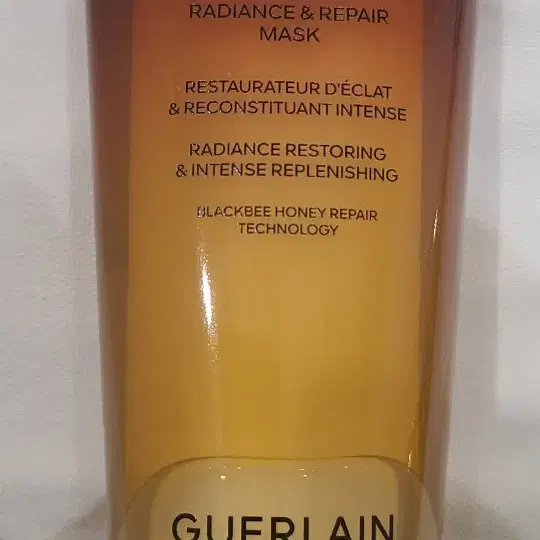 RADIANCE & REPAIR
MASK
RESTAURATEUR D'ÉCLAT
& RECONSTITUANT INTENSE
RADIANCE RESTORING
& INTENSE REPLENISHING
BLACKBEE HONEY REPAIR
TECHNOLOGY
GUERLAIN